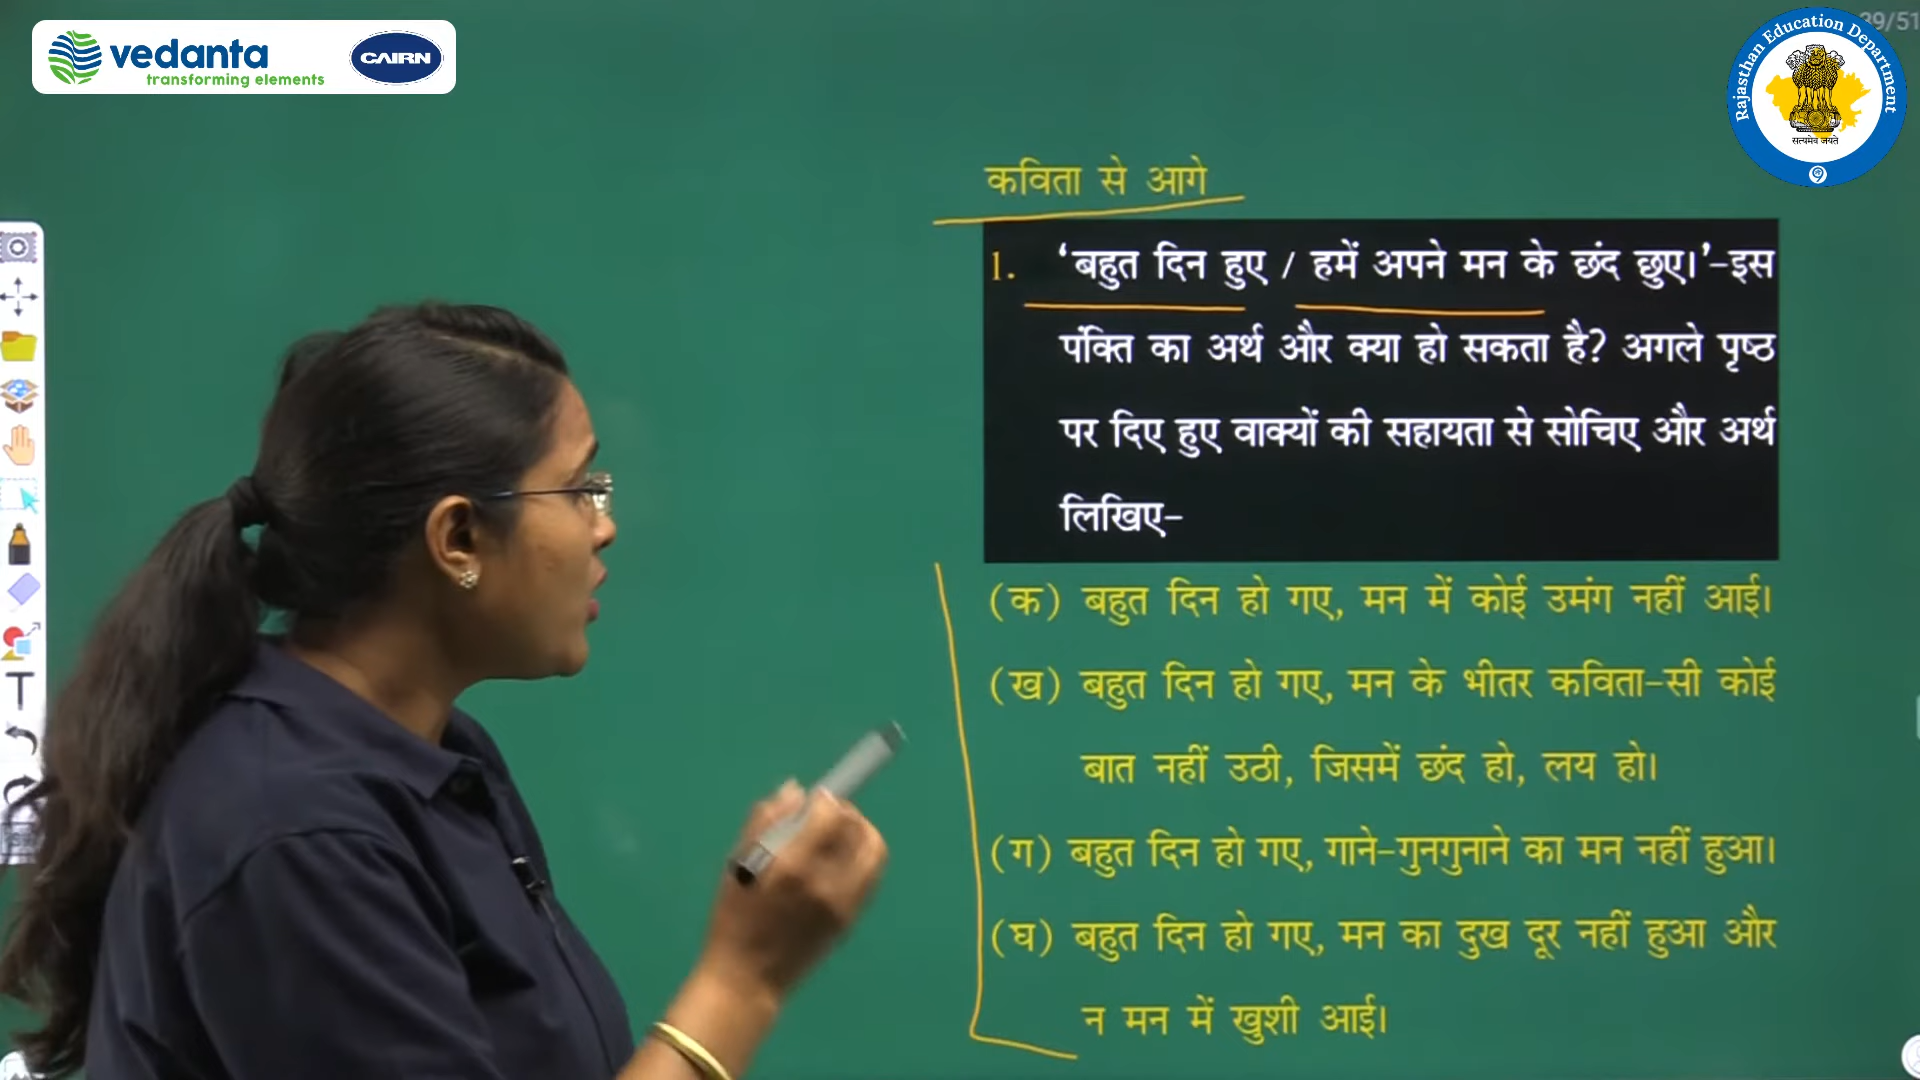 vedanta
transforming elements
CAIRN
39/51
Rajasthan Education Department
सत्यमेव जयते
कविता से आगे
1. ‘बहुत दिन हुए / हमें अपने मन के छंद छुए।’–इस
पंक्ति का अर्थ और क्या हो सकता है? अगले पृष्ठ
पर दिए हुए वाक्यों की सहायता से सोचिए और अर्थ
लिखिए–
(क) बहुत दिन हो गए, मन में कोई उमंग नहीं आई।
(ख) बहुत दिन हो गए, मन के भीतर कविता-सी कोई
बात नहीं उठी, जिसमें छंद हो, लय हो।
(ग) बहुत दिन हो गए, गाने-गुनगुनाने का मन नहीं हुआ।
(घ) बहुत दिन हो गए, मन का दुख दूर नहीं हुआ और
न मन में खुशी आई।
T